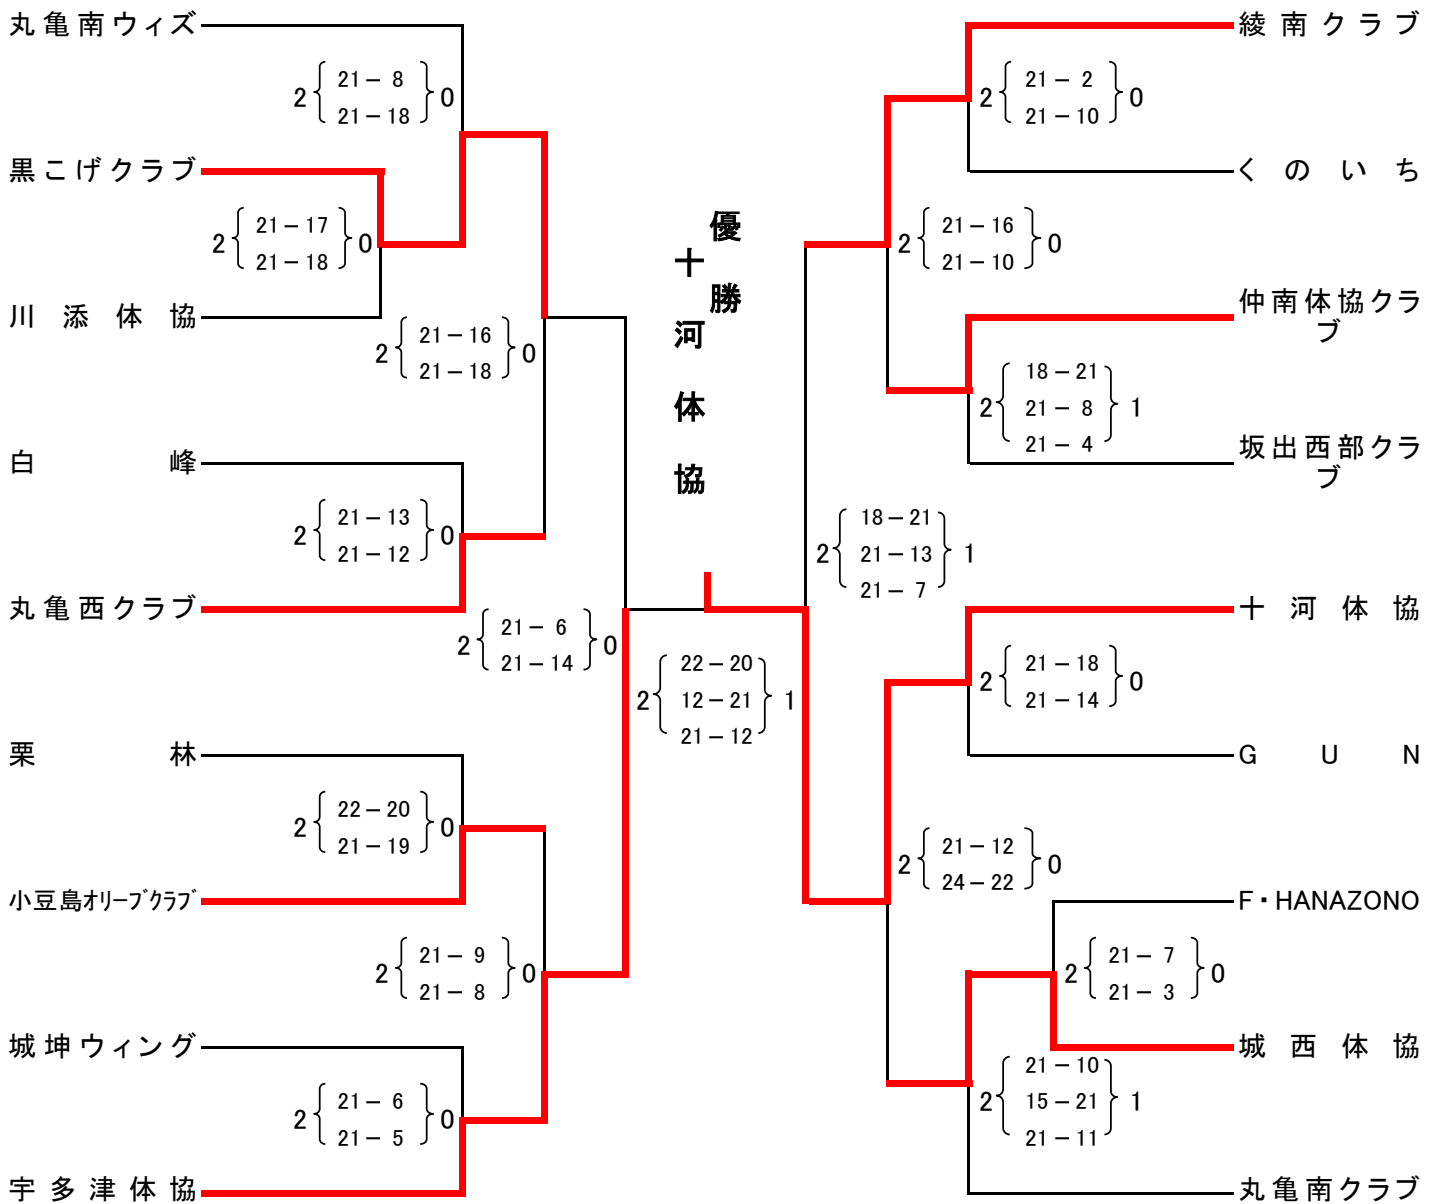 丸亀南ウィズ
2 { 21－ 8 } 0
21－18
黒こげクラブ
2 { 21－17 } 0
21－18
川添体協
2 { 21－16 } 0
21－18
白峰
2 { 21－13 } 0
21－12
丸亀西クラブ
2 { 21－ 6 } 0
21－14
栗林
2 { 22－20 } 0
21－19
小豆島ｵﾘｰﾌﾞｸﾗﾌﾞ
2 { 21－ 9 } 0
21－ 8
城坤ウィング
2 { 21－ 6 } 0
21－ 5
宇多津体協
優勝
十河体協
2 { 22－20 } 1
12－21
21－12
綾南クラブ
2 { 21－ 2 } 0
21－10
くのいち
2 { 21－16 } 0
21－10
仲南体協クラ
ブ
2 { 18－21 } 1
21－ 8
21－ 4
坂出西部クラ
ブ
2 { 18－21 } 1
21－13
21－ 7
十河体協
2 { 21－18 } 0
21－14
GUN
2 { 21－12 } 0
24－22
F・HANAZONO
2 { 21－ 7 } 0
21－ 3
城西体協
2 { 21－10 } 1
15－21
21－11
丸亀南クラブ